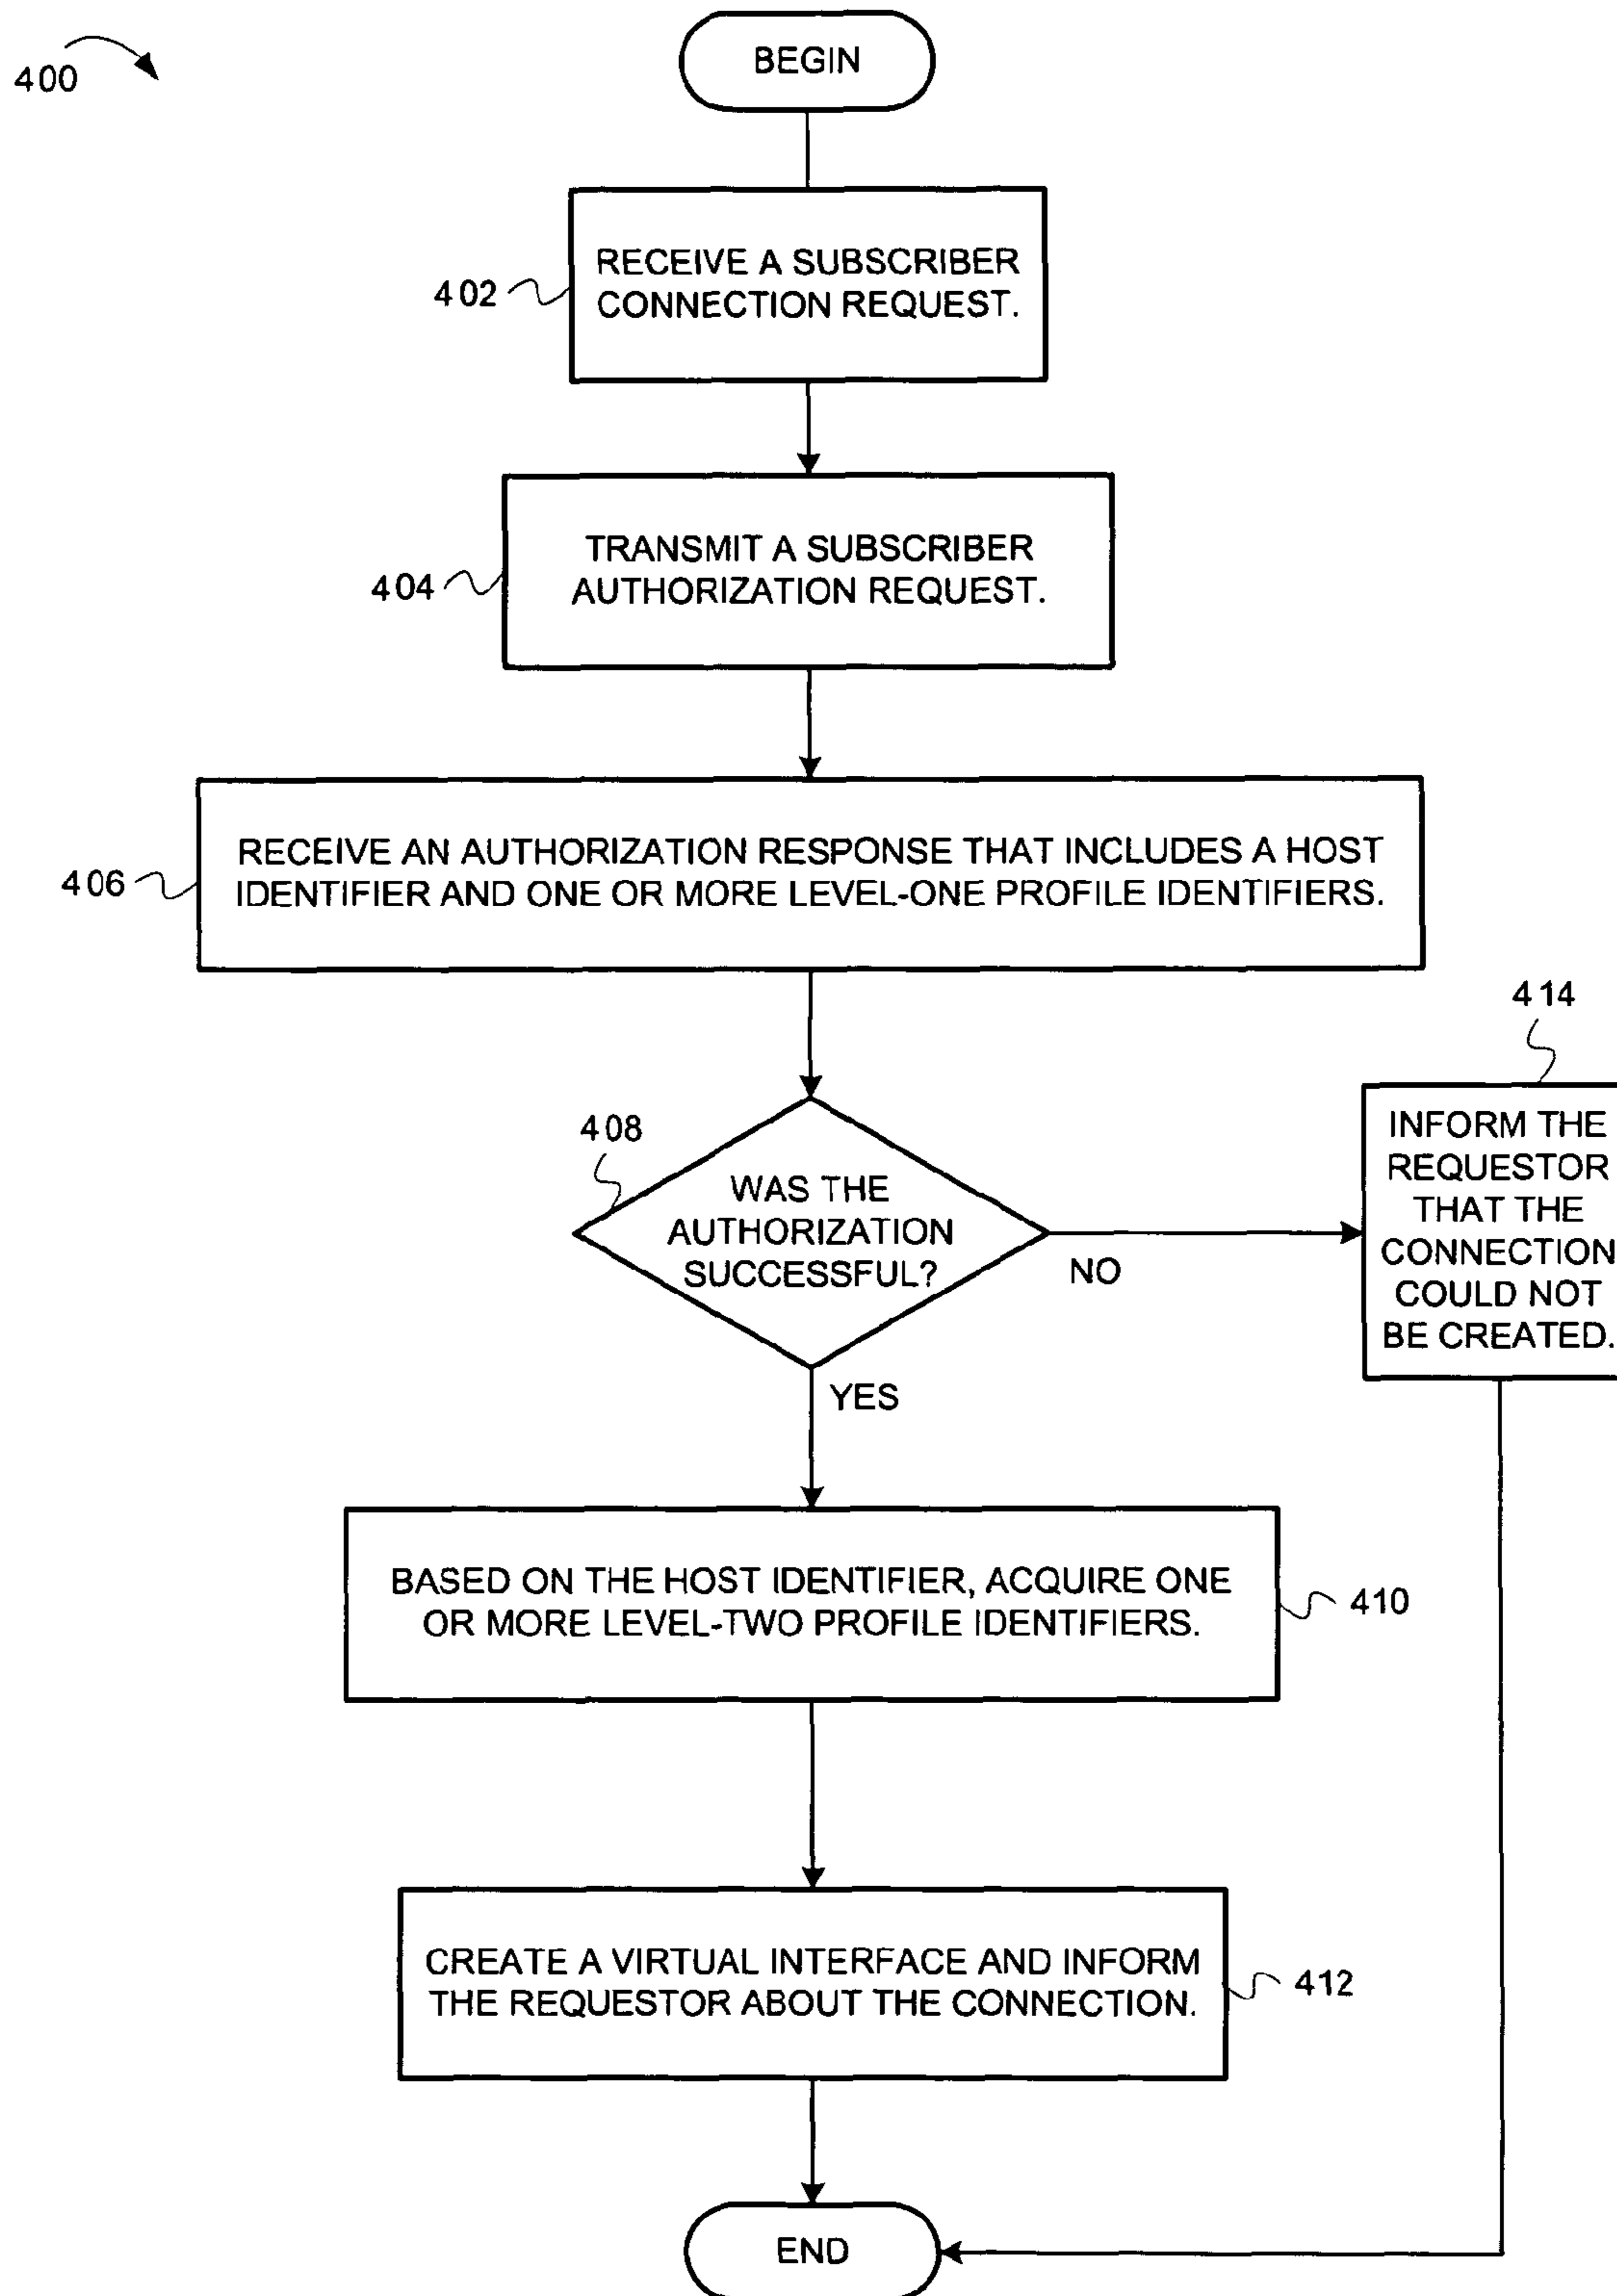 400
BEGIN
402
RECEIVE A SUBSCRIBER
CONNECTION REQUEST.
404
TRANSMIT A SUBSCRIBER
AUTHORIZATION REQUEST.
406
RECEIVE AN AUTHORIZATION RESPONSE THAT INCLUDES A HOST
IDENTIFIER AND ONE OR MORE LEVEL-ONE PROFILE IDENTIFIERS.
408
WAS THE
AUTHORIZATION
SUCCESSFUL?
NO
YES
414
INFORM THE
REQUESTOR
THAT THE
CONNECTION
COULD NOT
BE CREATED.
BASED ON THE HOST IDENTIFIER, ACQUIRE ONE
OR MORE LEVEL-TWO PROFILE IDENTIFIERS.
410
CREATE A VIRTUAL INTERFACE AND INFORM
THE REQUESTOR ABOUT THE CONNECTION.
412
END